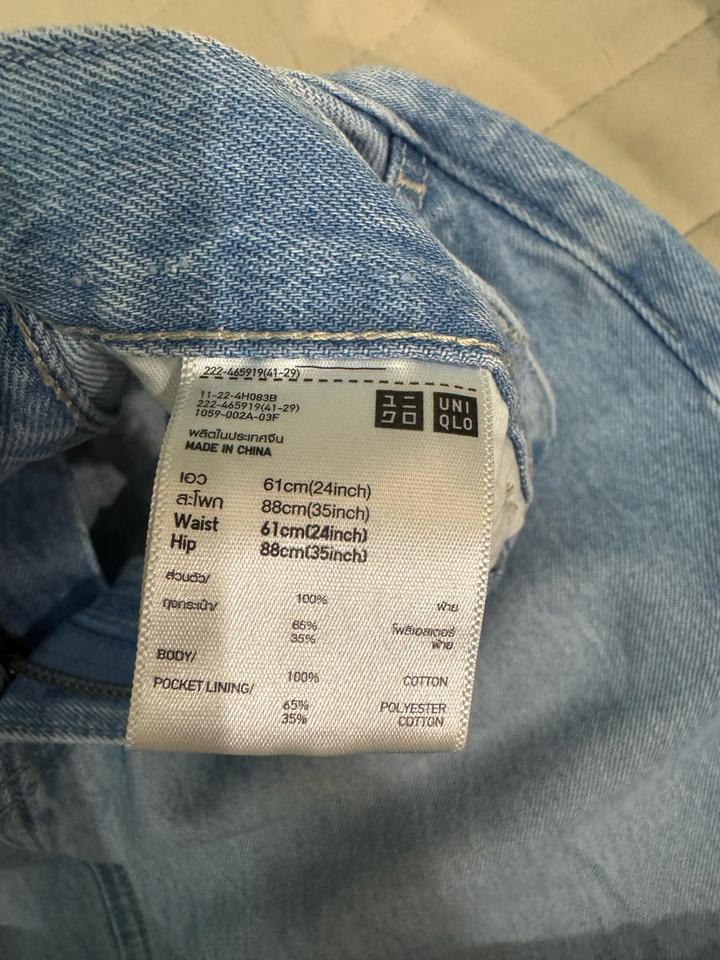 222-465919(41-29)
11-22-4H083B
222-465919(41-29)
1059-002A-03F
ユニ
クロ
UNI
QLO
ผลิตในประเทศจีน
MADE IN CHINA
เอว 61cm(24inch)
สะโพก 88cm(35inch)
Waist 61cm(24inch)
Hip 88cm(35inch)
ส่วนตัว/
100% ฝ้าย
ถุงกระเป๋า/
65% โพลีเอสเตอร์
35% ฝ้าย
BODY/
100% COTTON
POCKET LINING/
65% POLYESTER
35% COTTON